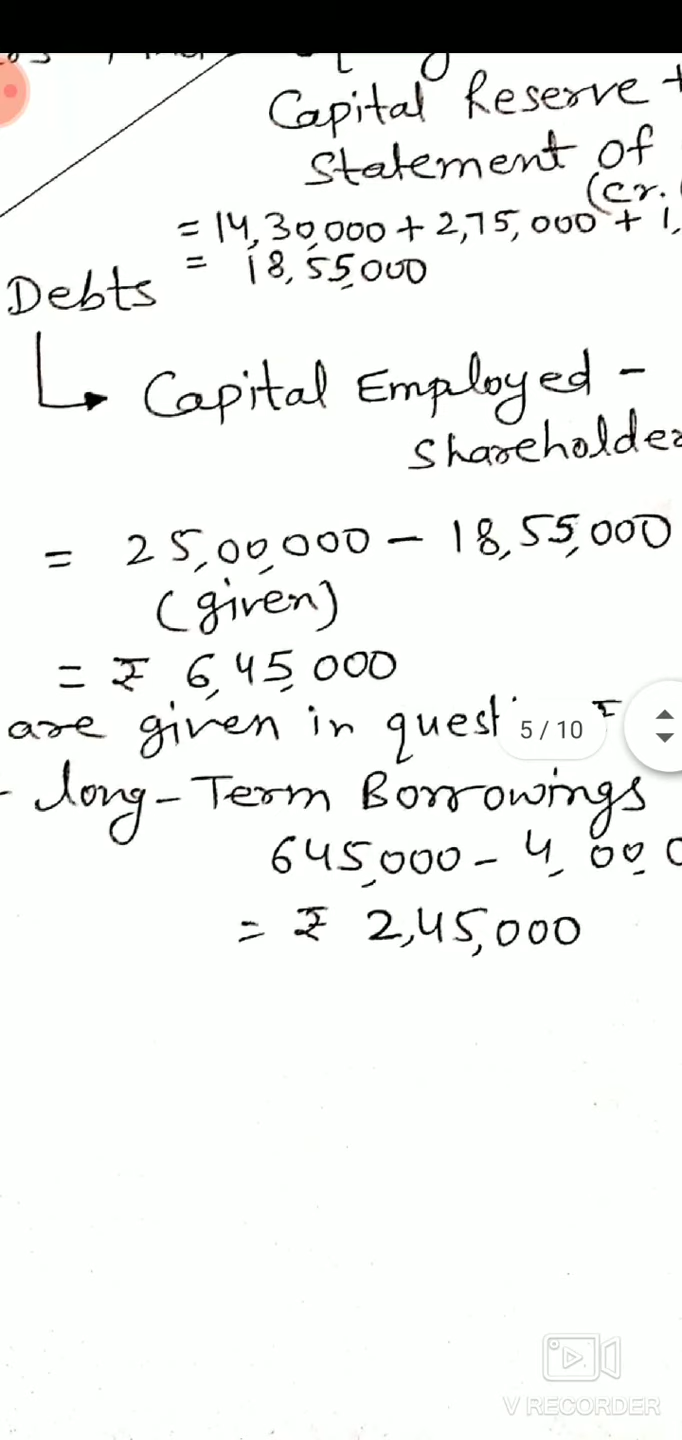 Capital Reserve +
Statement of
(cr.
= 14,30,000 + 2,75,000 + 1,
= 18,55,000
Debts
Capital Employed -
Shareholde
= 25,00,000 - 18,55,000
(given)
= ₹ 6,45,000
are given in quest ₹
5 / 10
- long-Term Borrowings
645,000 - 4,00,0
= ₹ 2,45,000
V RECORDER